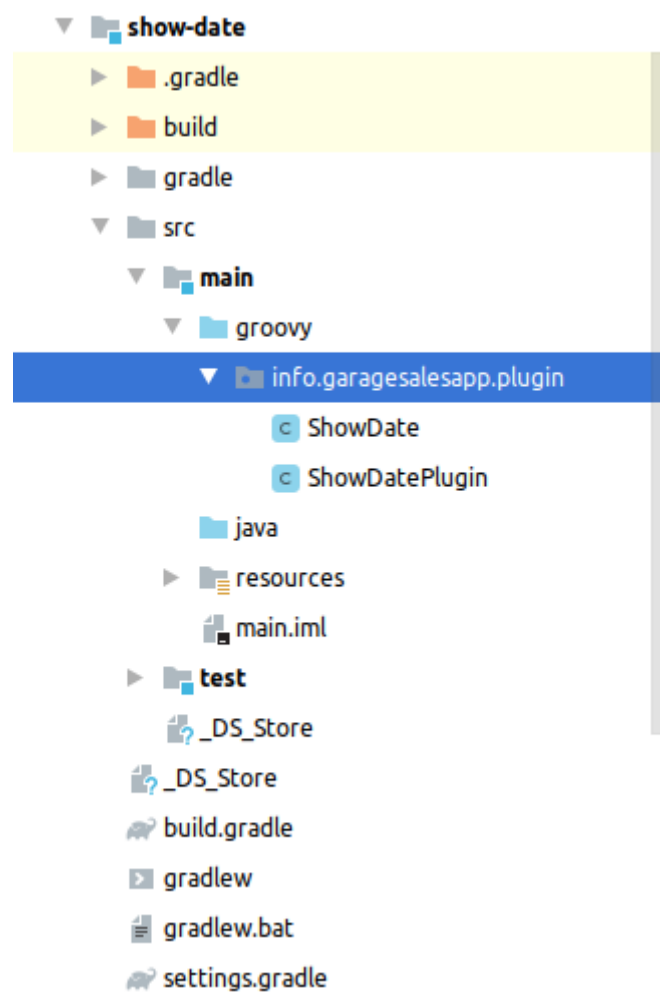 show-date
.gradle
build
gradle
src
main
groovy
info.garagesalesapp.plugin
ShowDate
ShowDatePlugin
java
resources
main.iml
test
_DS_Store
_DS_Store
build.gradle
gradlew
gradlew.bat
settings.gradle